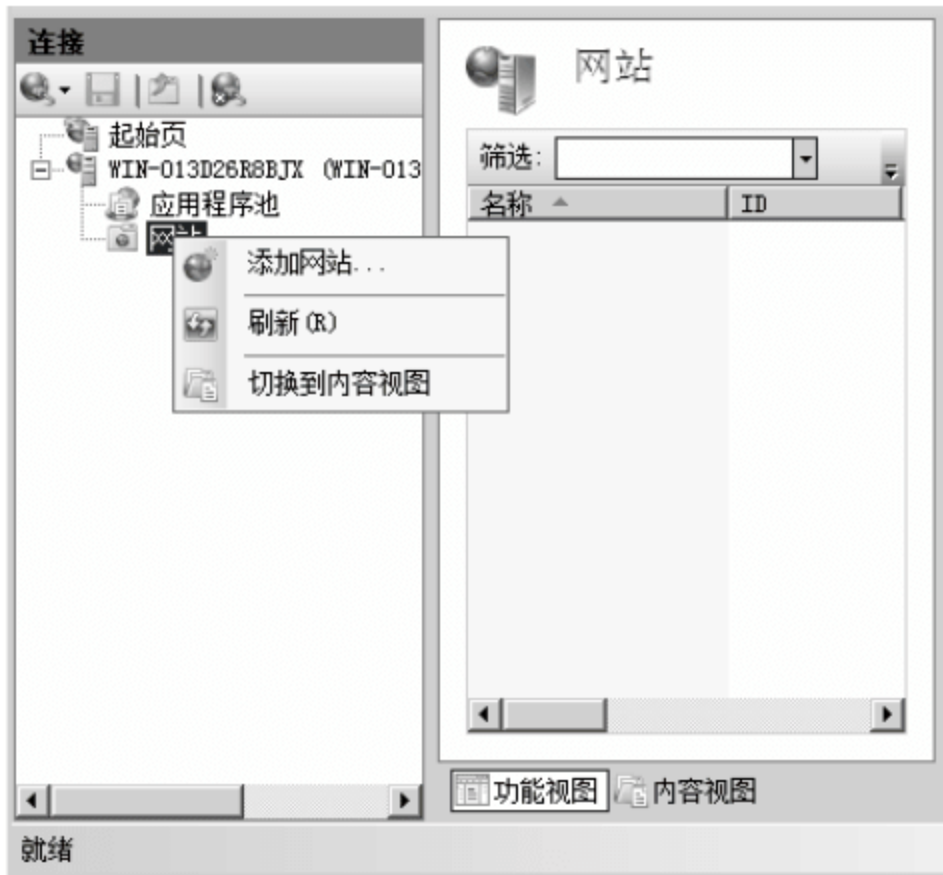 连接
起始页
WIN-013D26R8BJX (WIN-013
应用程序池
网站
添加网站...
刷新(R)
切换到内容视图
网站
筛选:
名称 ID
功能视图 内容视图
就绪